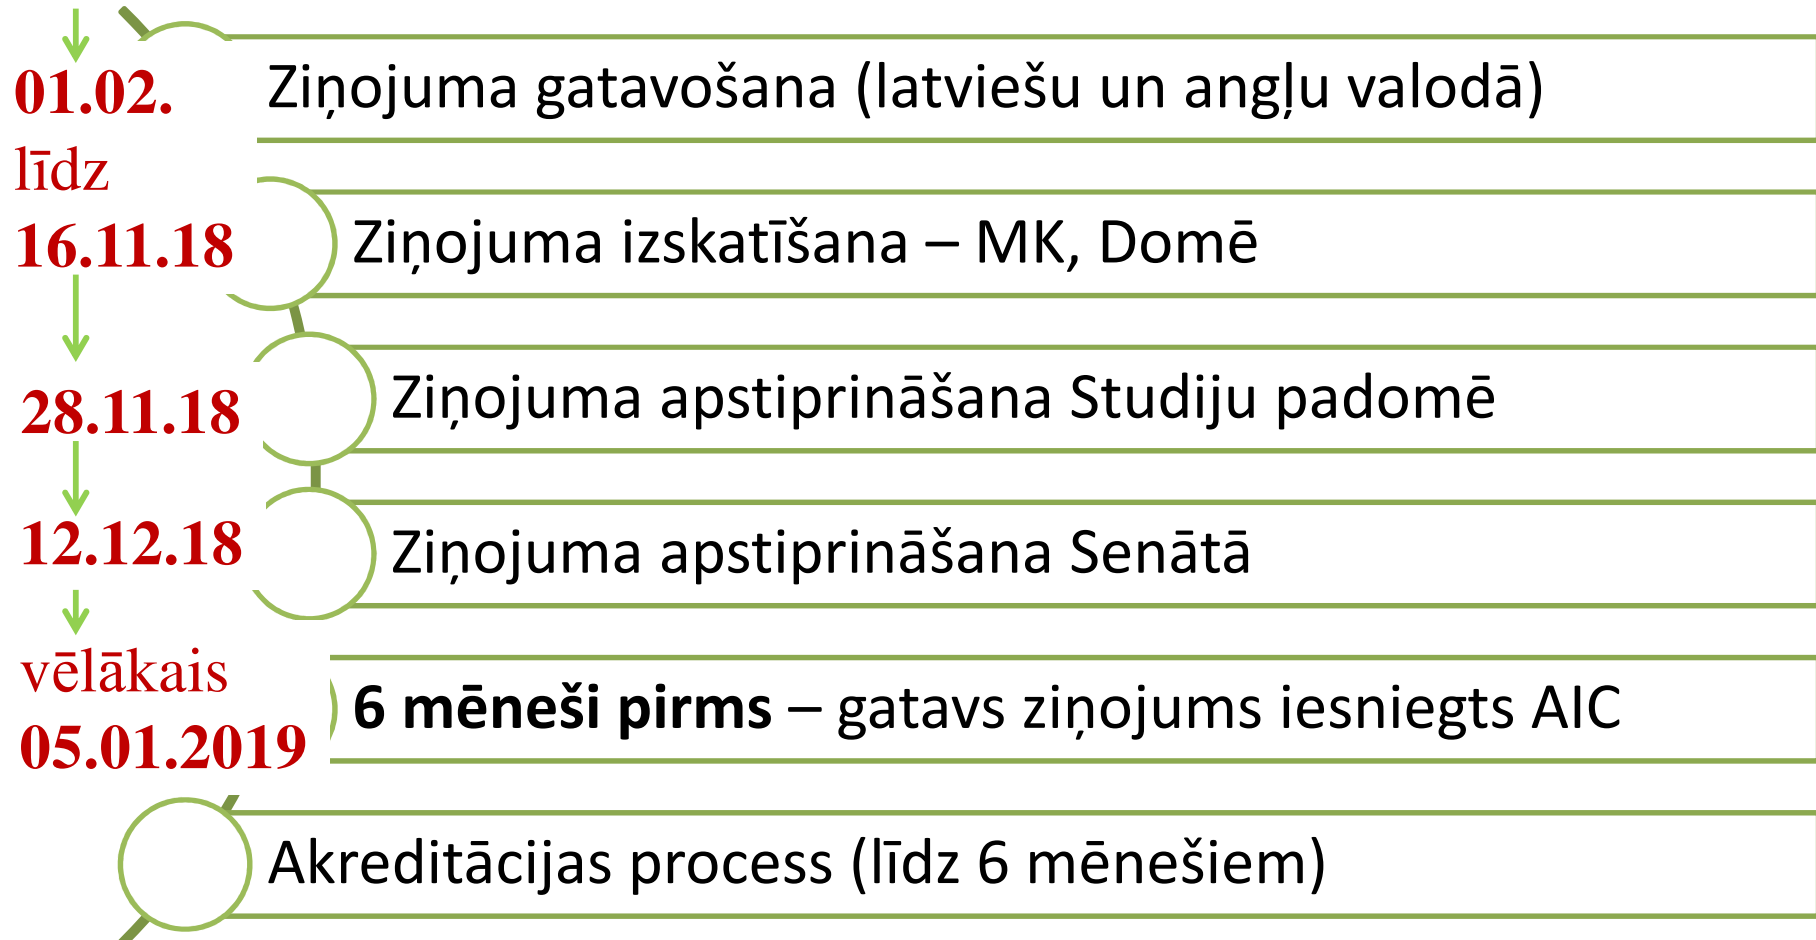 01.02.
līdz
16.11.18
28.11.18
12.12.18
vēlākais
05.01.2019
Ziņojuma gatavošana (latviešu un angļu valodā)
Ziņojuma izskatīšana – MK, Domē
Ziņojuma apstiprināšana Studiju padomē
Ziņojuma apstiprināšana Senātā
6 mēneši pirms – gatavs ziņojums iesniegts AIC
Akreditācijas process (līdz 6 mēnešiem)